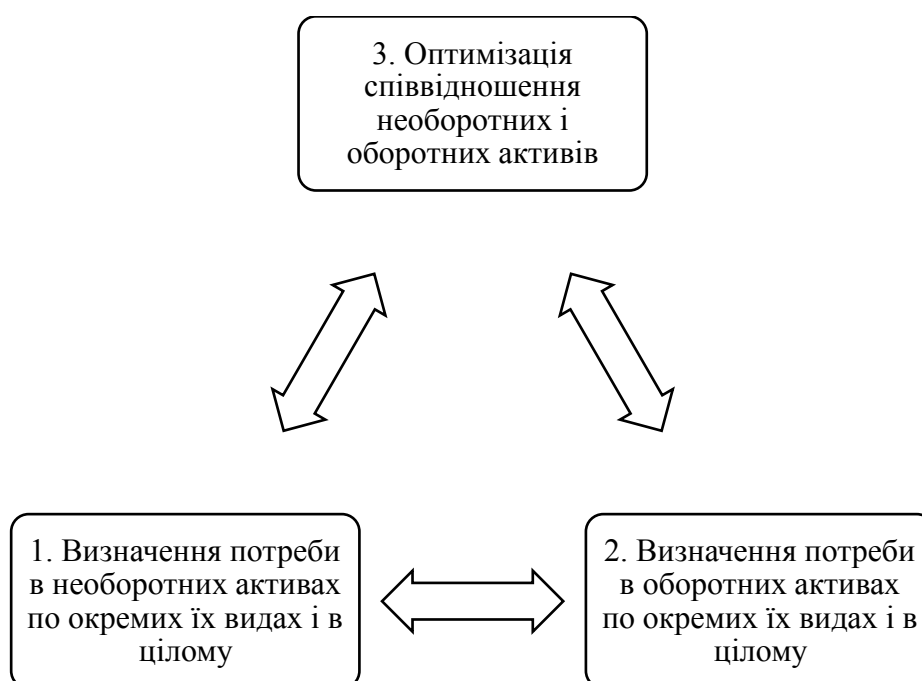 3. Оптимізація
співвідношення
необоротних і
оборотних активів
1. Визначення потреби
в необоротних активах
по окремих їх видах і в
цілому
2. Визначення потреби
в оборотних активах
по окремих їх видах і в
цілому